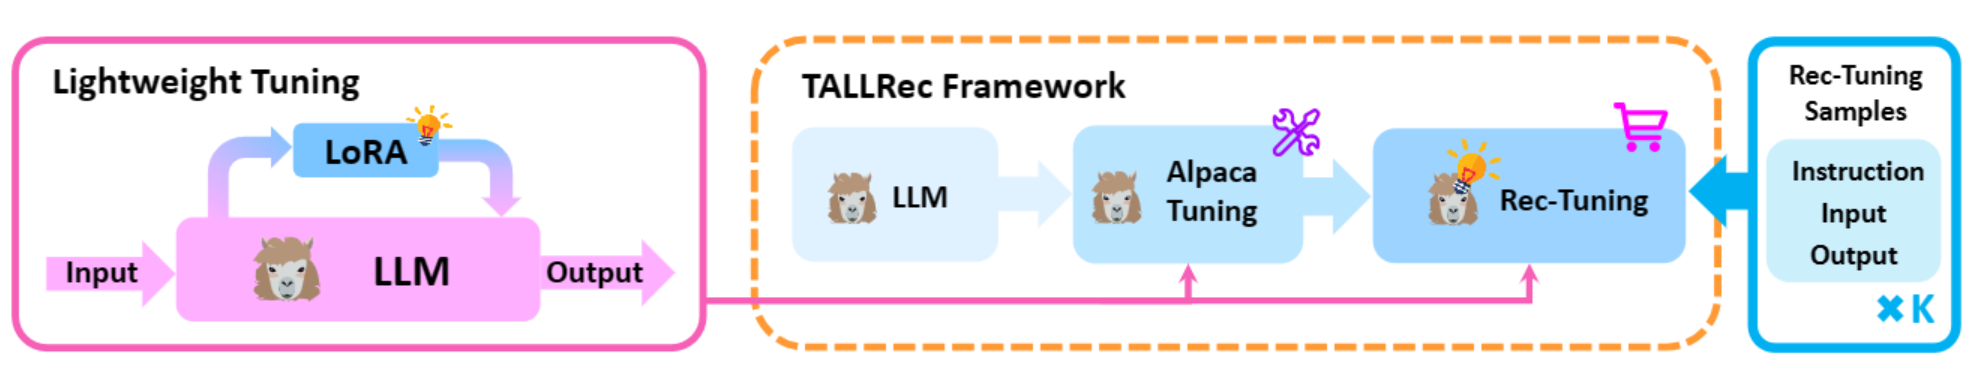 Lightweight Tuning
LoRA
Input
LLM
Output
TALLRec Framework
LLM
Alpaca
Tuning
Rec-Tuning
Rec-Tuning
Samples
Instruction
Input
Output
✖ K